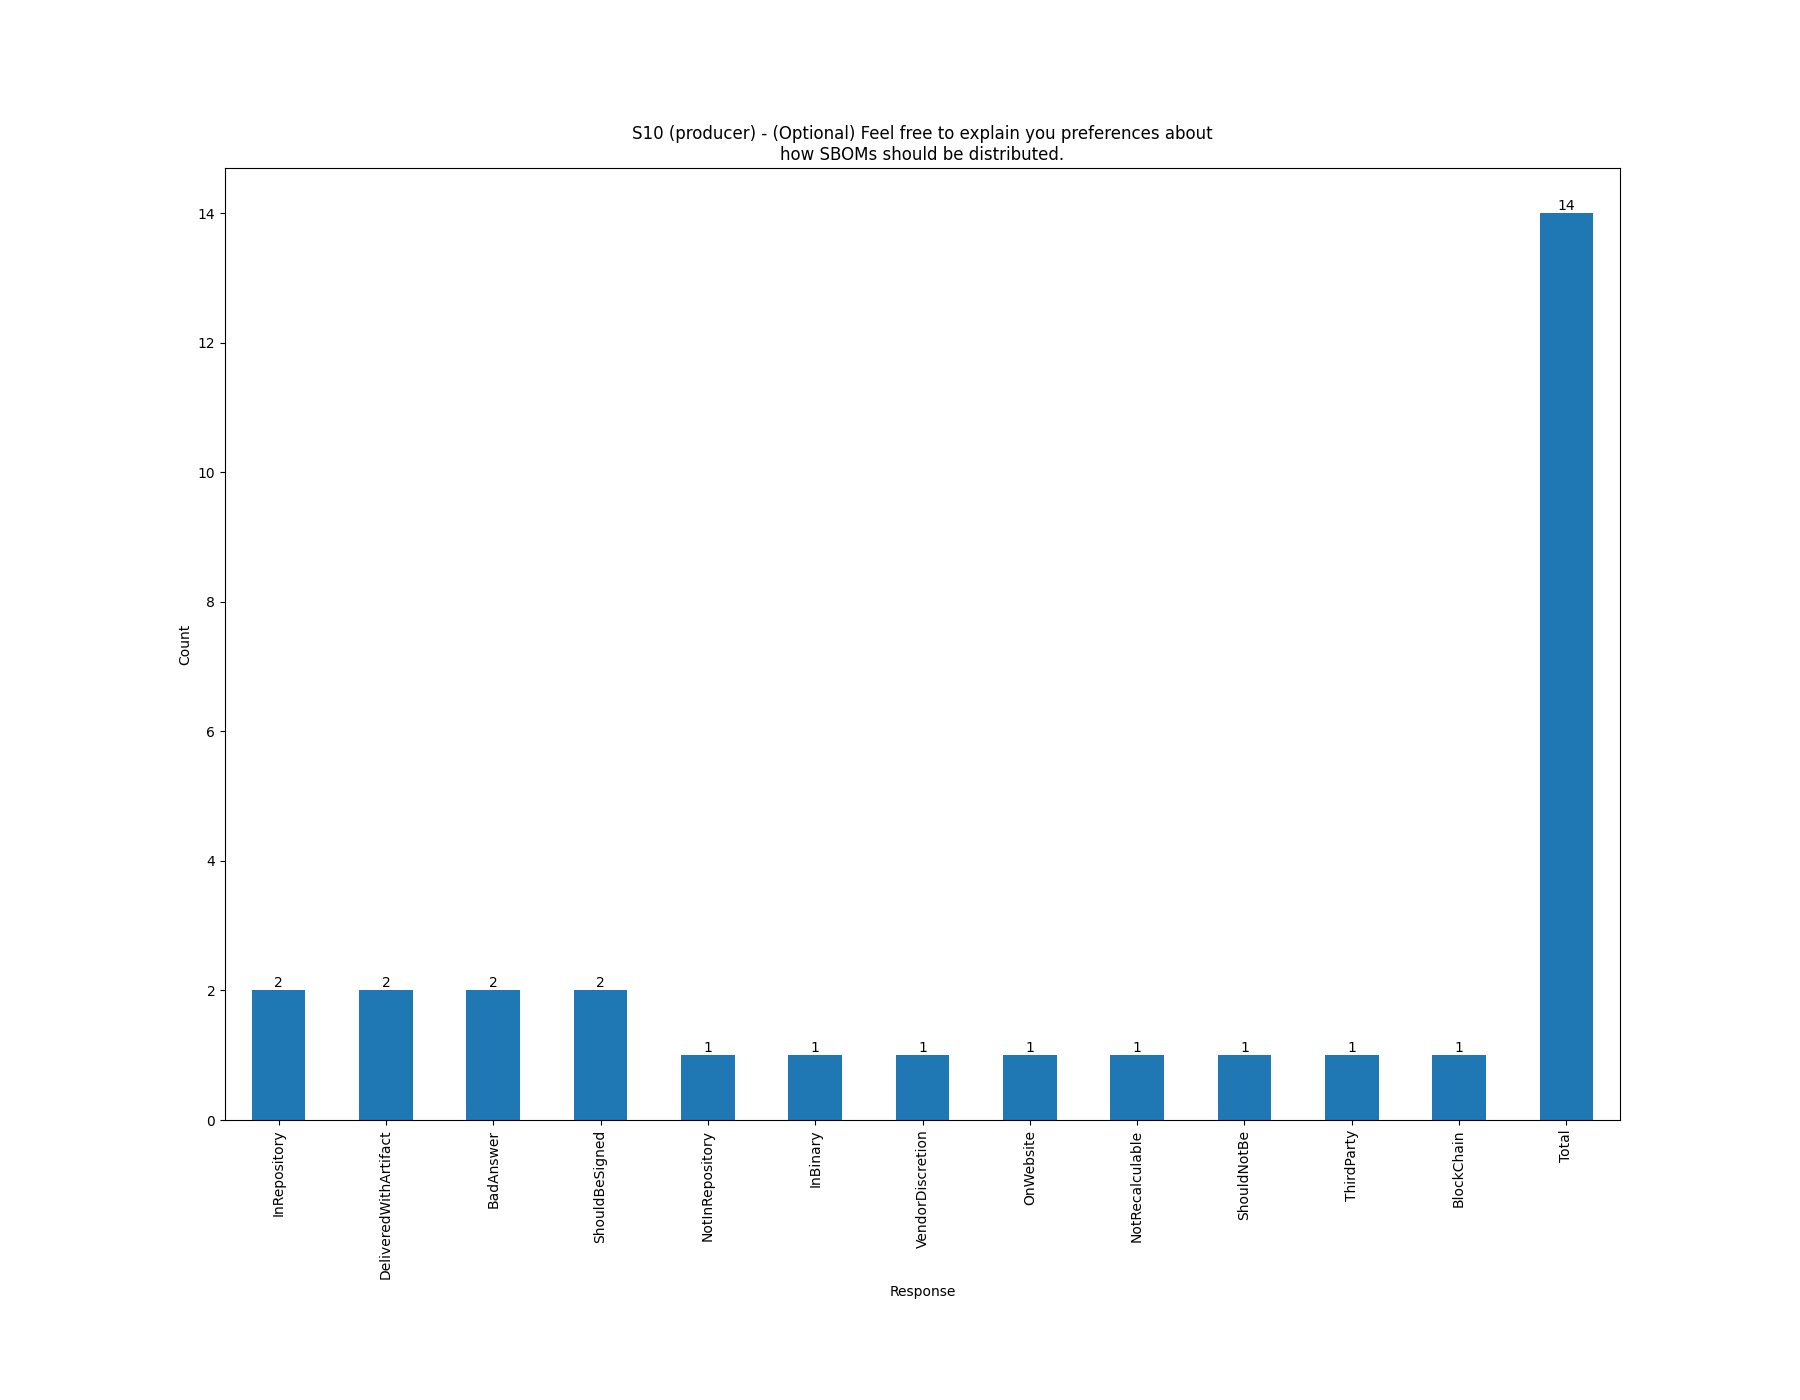 S10 (producer) - (Optional) Feel free to explain you preferences about
how SBOMs should be distributed.
14
12
10
8
6
4
2
0
Count
2
2
2
2
1
1
1
1
1
1
1
1
14
InRepository
DeliveredWithArtifact
BadAnswer
ShouldBeSigned
NotInRepository
InBinary
VendorDiscretion
OnWebsite
NotRecalculable
ShouldNotBe
ThirdParty
BlockChain
Total
Response